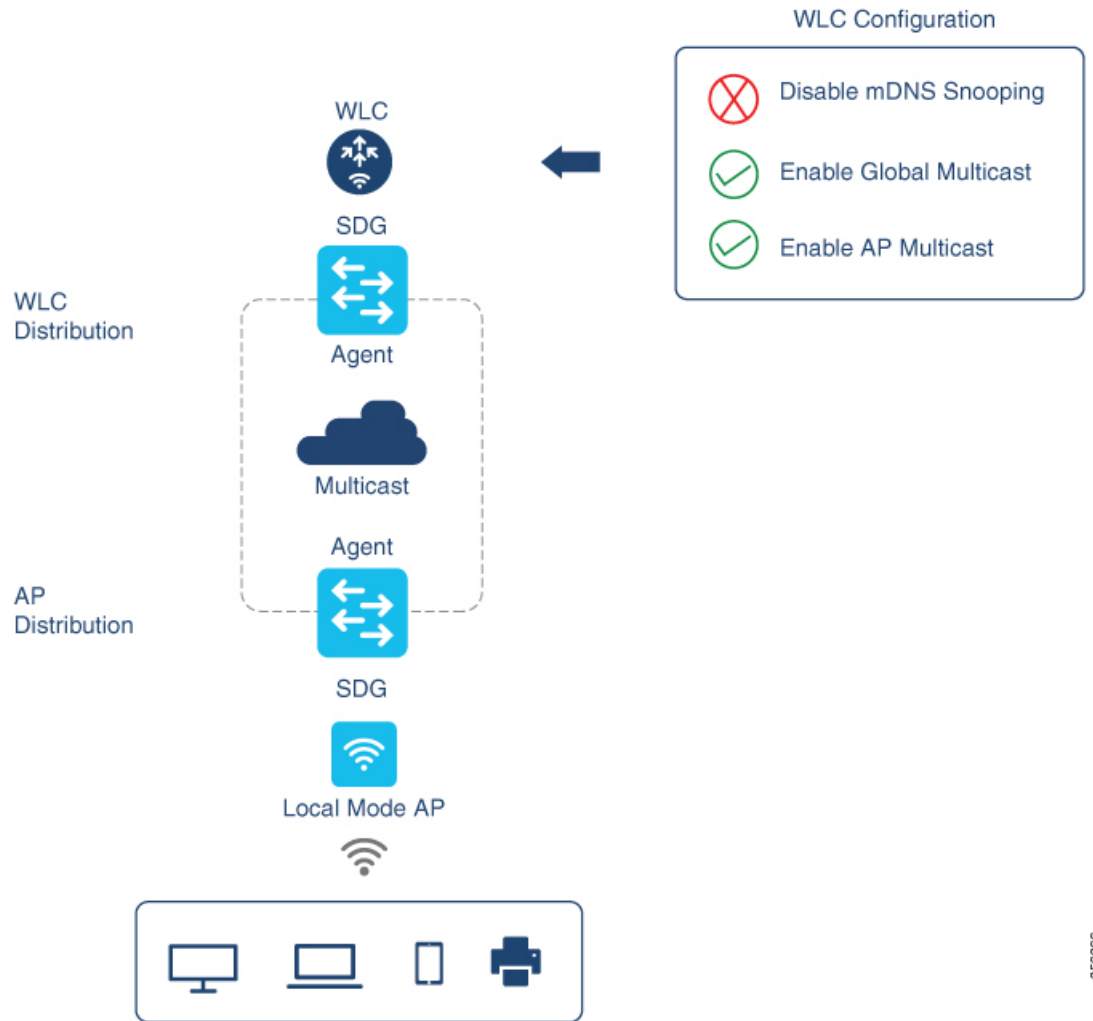 WLC Configuration
Disable mDNS Snooping
Enable Global Multicast
Enable AP Multicast
WLC
SDG
WLC
Distribution
Agent
Multicast
Agent
AP
Distribution
SDG
Local Mode AP